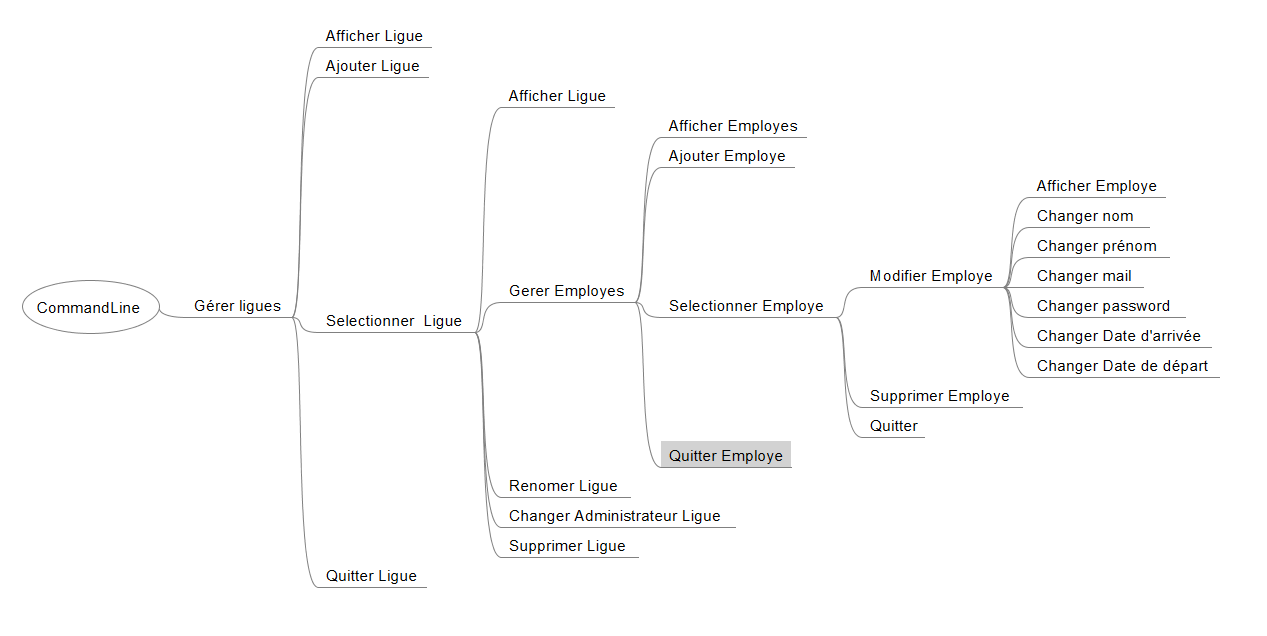 Afficher Ligue
Ajouter Ligue
Afficher Ligue
Afficher Employes
Ajouter Employe
Afficher Employe
Changer nom
Changer prénom
Modifier Employe
Changer mail
Gerer Employes
CommandLine
Gérer ligues
Selectionner Employe
Changer password
Selectionner Ligue
Changer Date d'arrivée
Changer Date de départ
Supprimer Employe
Quitter
Quitter Employe
Renomer Ligue
Changer Administrateur Ligue
Supprimer Ligue
Quitter Ligue